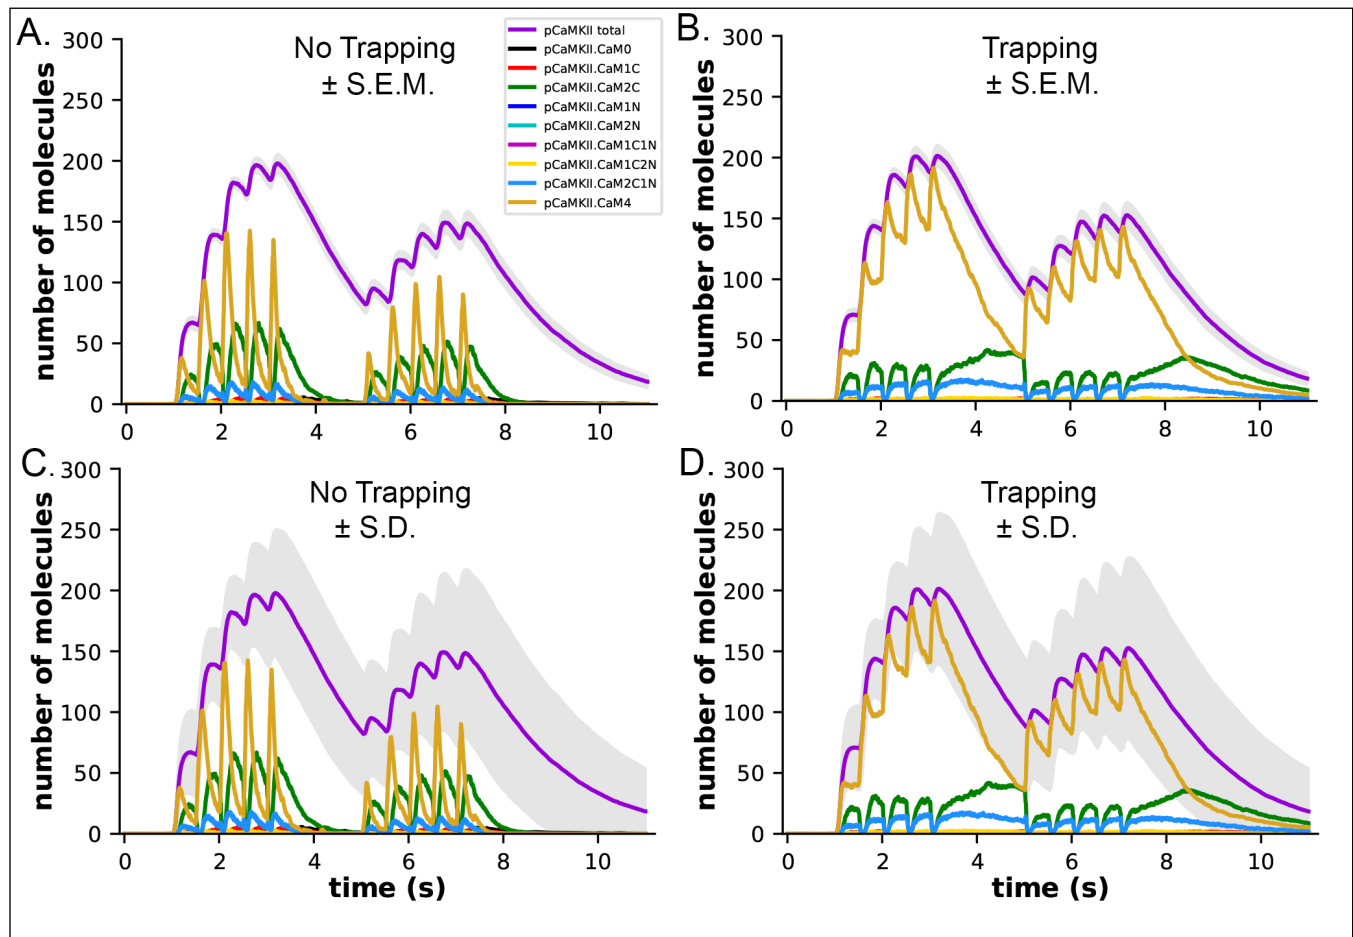 A.
No Trapping
± S.E.M.
number of molecules
300
250
200
150
100
50
0
0 2 4 6 8 10
pCaMKII total
pCaMKII.CaM0
pCaMKII.CaM1C
pCaMKII.CaM2C
pCaMKII.CaM1N
pCaMKII.CaM2N
pCaMKII.CaM1C1N
pCaMKII.CaM1C2N
pCaMKII.CaM2C1N
pCaMKII.CaM4
B.
Trapping
± S.E.M.
number of molecules
300
250
200
150
100
50
0
0 2 4 6 8 10
C.
No Trapping
± S.D.
number of molecules
300
250
200
150
100
50
0
0 2 4 6 8 10
time (s)
D.
Trapping
± S.D.
number of molecules
300
250
200
150
100
50
0
0 2 4 6 8 10
time (s)